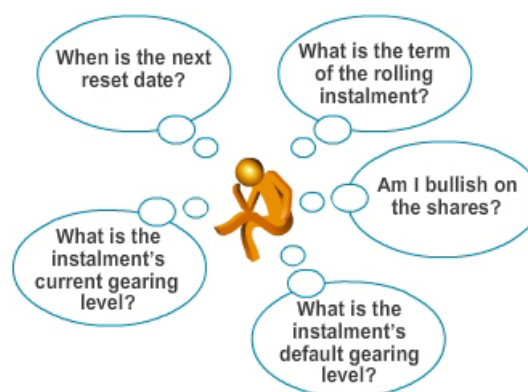 When is the next
reset date?
What is the term
of the rolling
instalment?
Am I bullish on
the shares?
What is the
instalment's
current gearing
level?
What is the
instalment's
default gearing
level?